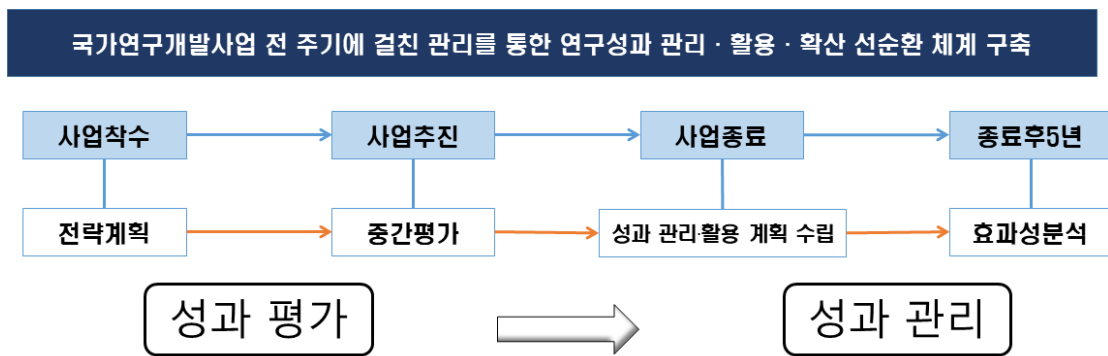 국가연구개발사업 전 주기에 걸친 관리를 통한 연구성과 관리 · 활용 · 확산 선순환 체계 구축
사업착수
사업추진
사업종료
종료후5년
전략계획
중간평가
성과 관리·활용 계획 수립
효과성분석
성과 평가
성과 관리